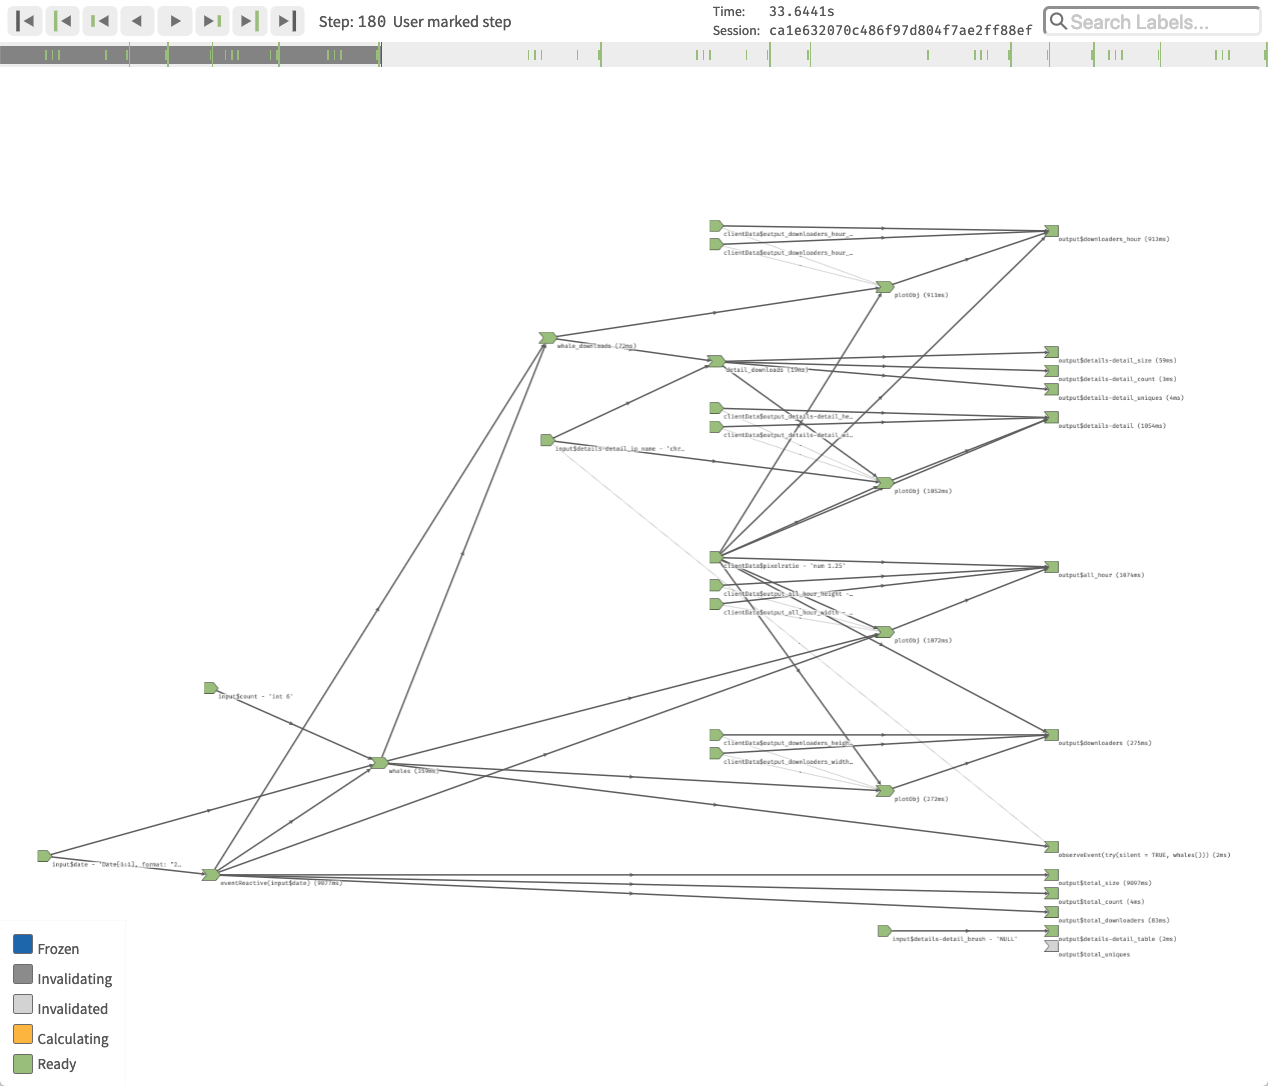 Step: 180 User marked step
Time: 33.6441s
Session: ca1e632070c486f97d804f7ae2ff88ef
Search Labels...
clientData$output_downloaders_hour_…
output$downloaders_hour (913ms)
clientData$output_downloaders_hour_…
plotObj (913ms)
whale_downloads (72ms)
output$details-detail_size (59ms)
detail_downloads (13ms)
output$details-detail_count (3ms)
output$details-detail_uniques (4ms)
clientData$output_details-detail_he…
output$details-detail (1054ms)
clientData$output_details-detail_wi…
input$details-detail_ip_name - 'chr…
plotObj (1052ms)
clientData$pixelratio - 'num 1.25'
output$all_hour (1074ms)
clientData$output_all_hour_height -…
clientData$output_all_hour_width - …
plotObj (1072ms)
input$count - 'int 6'
clientData$output_downloaders_heigh…
output$downloaders (275ms)
clientData$output_downloaders_width…
whales (359ms)
plotObj (272ms)
observeEvent(try(silent = TRUE, whales())) (2ms)
input$date - 'Date[1:1], format: "2…
eventReactive(input$date) (9077ms)
output$total_size (9097ms)
output$total_count (4ms)
output$total_downloaders (83ms)
input$details-detail_brush - 'NULL'
output$details-detail_table (2ms)
output$total_uniques
Frozen
Invalidating
Invalidated
Calculating
Ready